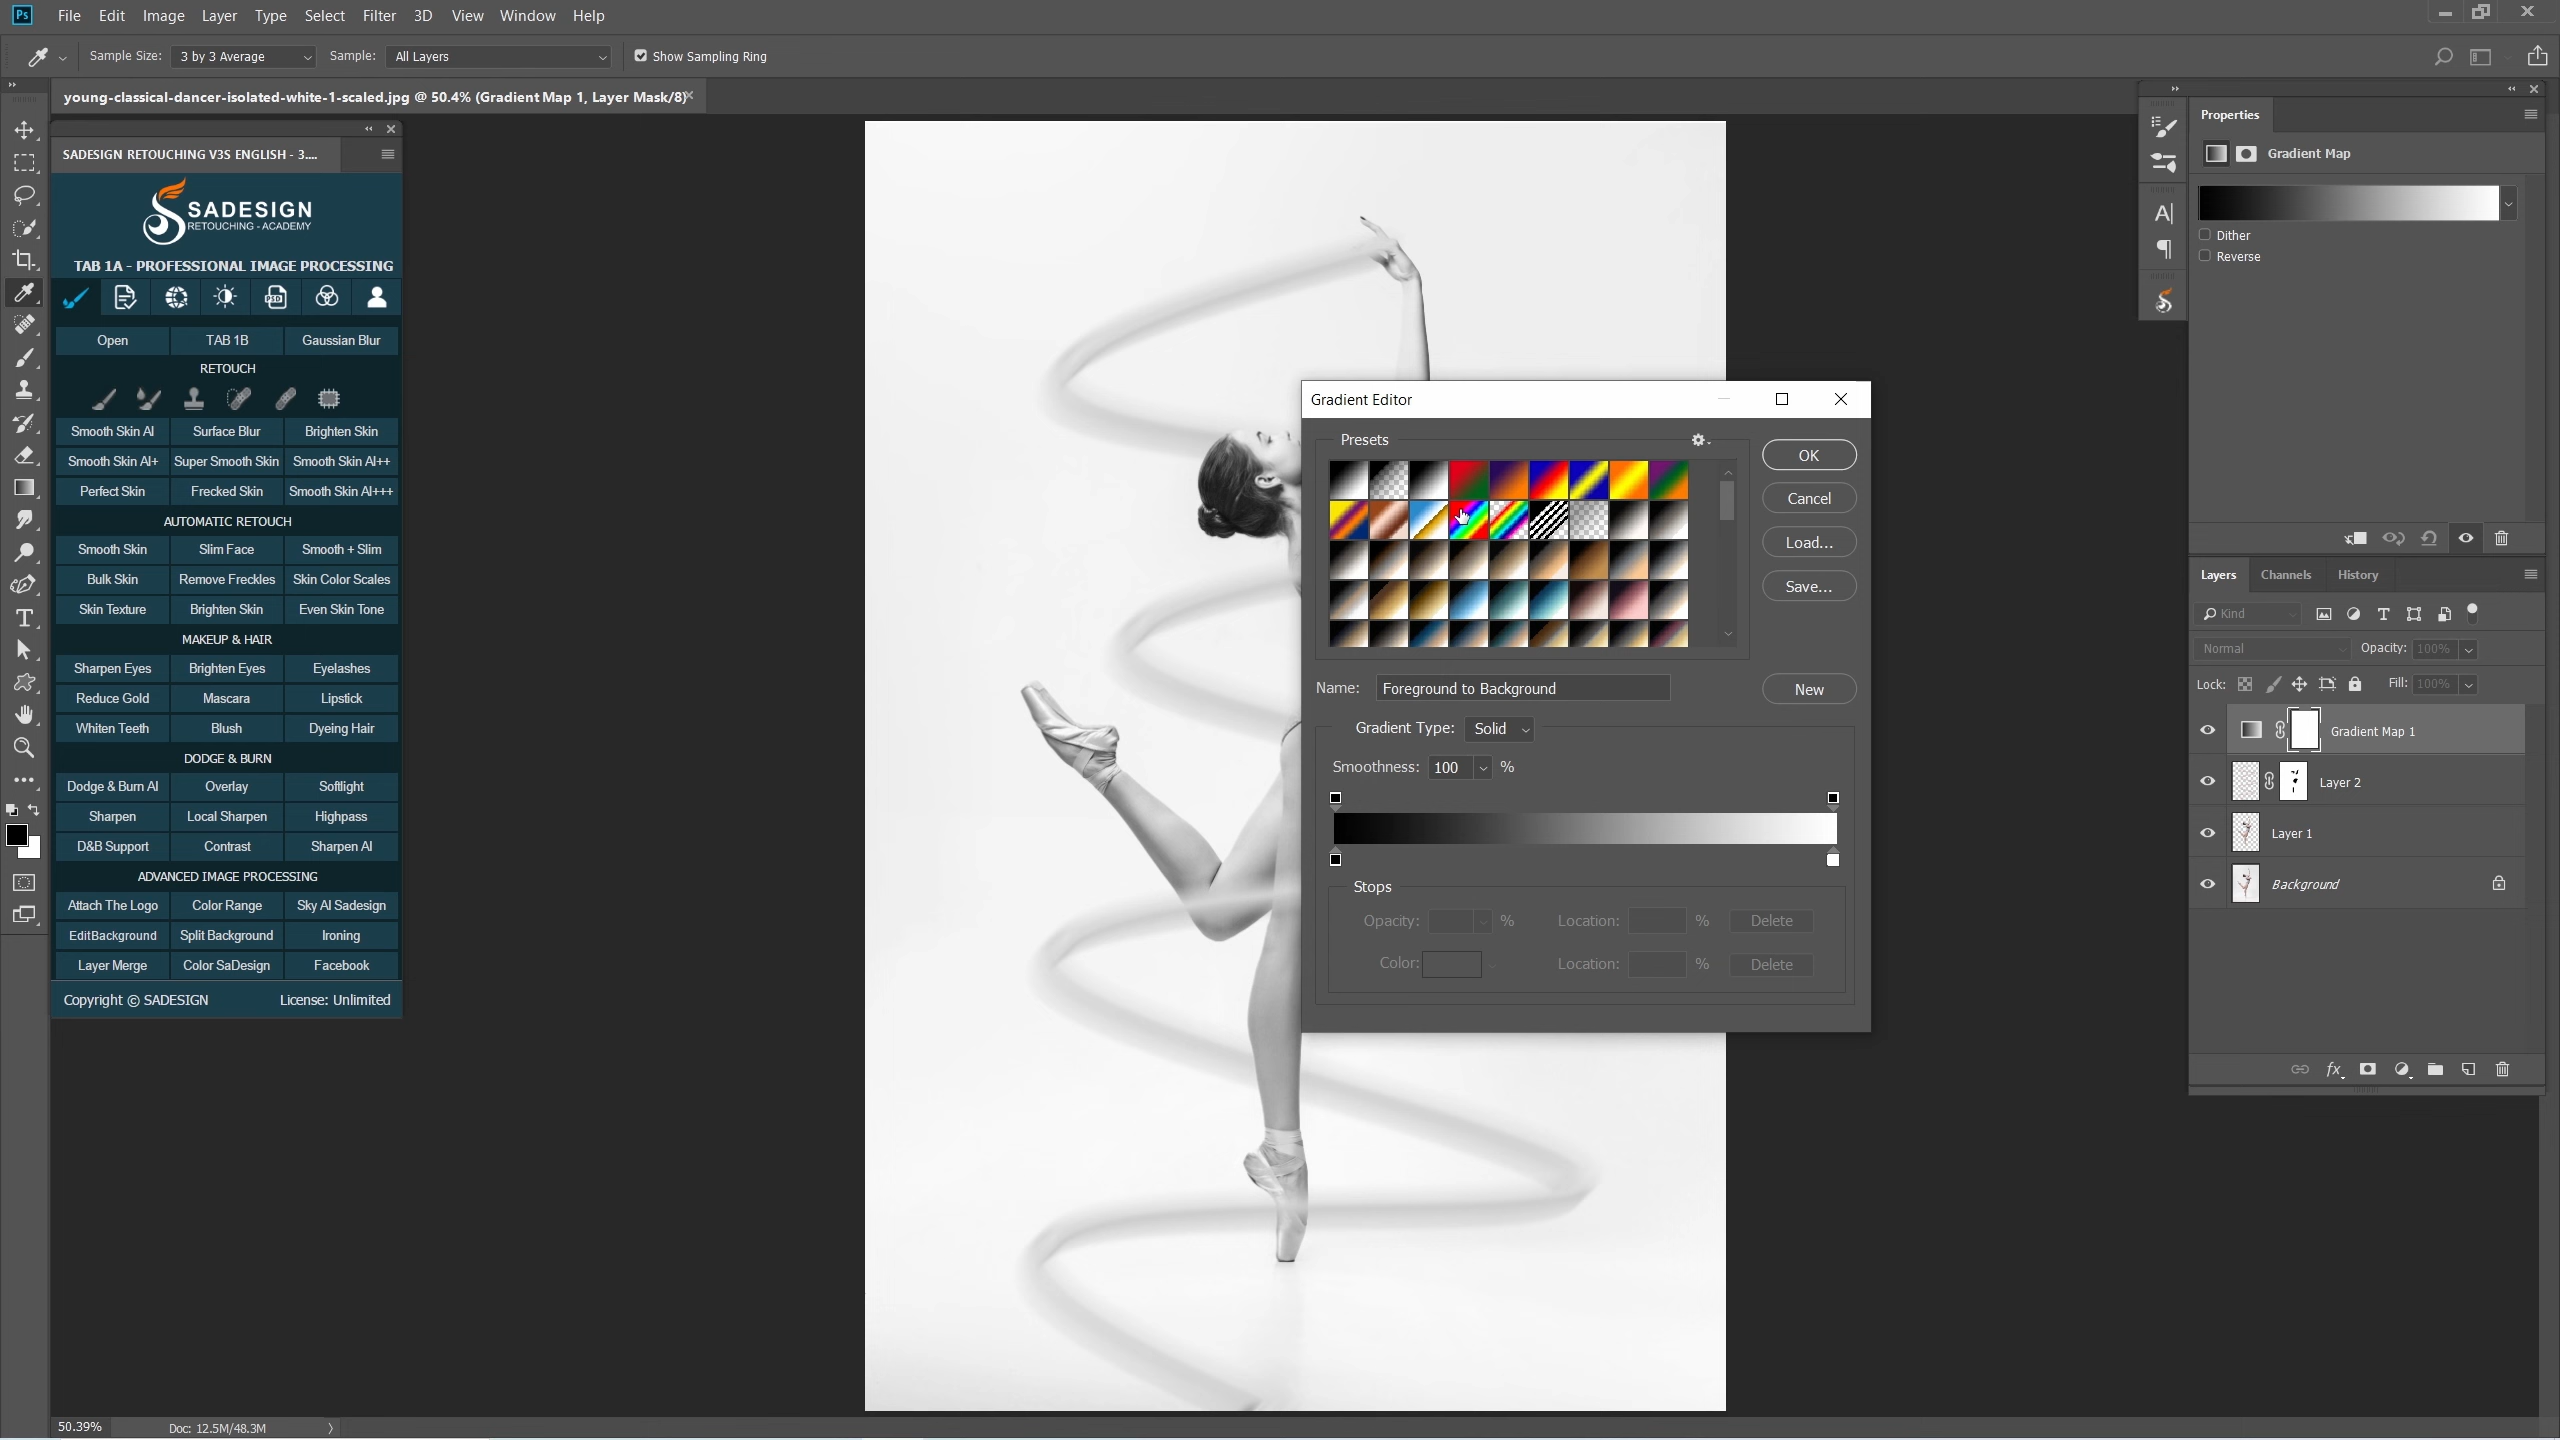 Ps File Edit Image Layer Type Select Filter 3D View Window Help
Sample Size: 3 by 3 Average Sample: All Layers Show Sampling Ring
young-classical-dancer-isolated-white-1-scaled.jpg @ 50.4% (Gradient Map 1, Layer Mask/8)
SADESIGN RETOUCHING V3S ENGLISH - 3....
SADESIGN
RETOUCHING - ACADEMY
TAB 1A - PROFESSIONAL IMAGE PROCESSING
PSD
Open TAB 1B Gaussian Blur
RETOUCH
Smooth Skin AI Surface Blur Brighten Skin
Smooth Skin AI+ Super Smooth Skin Smooth Skin AI++
Perfect Skin Frecked Skin Smooth Skin AI+++
AUTOMATIC RETOUCH
Smooth Skin Slim Face Smooth + Slim
Bulk Skin Remove Freckles Skin Color Scales
Skin Texture Brighten Skin Even Skin Tone
MAKEUP & HAIR
Sharpen Eyes Brighten Eyes Eyelashes
Reduce Gold Mascara Lipstick
Whiten Teeth Blush Dyeing Hair
DODGE & BURN
Dodge & Burn AI Overlay Softlight
Sharpen Local Sharpen Highpass
D&B Support Contrast Sharpen AI
ADVANCED IMAGE PROCESSING
Attach The Logo Color Range Sky AI Sadesign
EditBackground Split Background Ironing
Layer Merge Color SaDesign Facebook
Copyright © SADESIGN License: Unlimited
50.39% Doc: 12.5M/48.3M
Gradient Editor
Presets
OK
Cancel
Load...
Save...
Name: Foreground to Background New
Gradient Type: Solid
Smoothness: 100 %
Stops
Opacity: % Location: % Delete
Color: Location: % Delete
Properties
Gradient Map
Dither
Reverse
Layers Channels History
Kind
Normal Opacity: 100%
Lock: Fill: 100%
Gradient Map 1
Layer 2
Layer 1
Background
fx